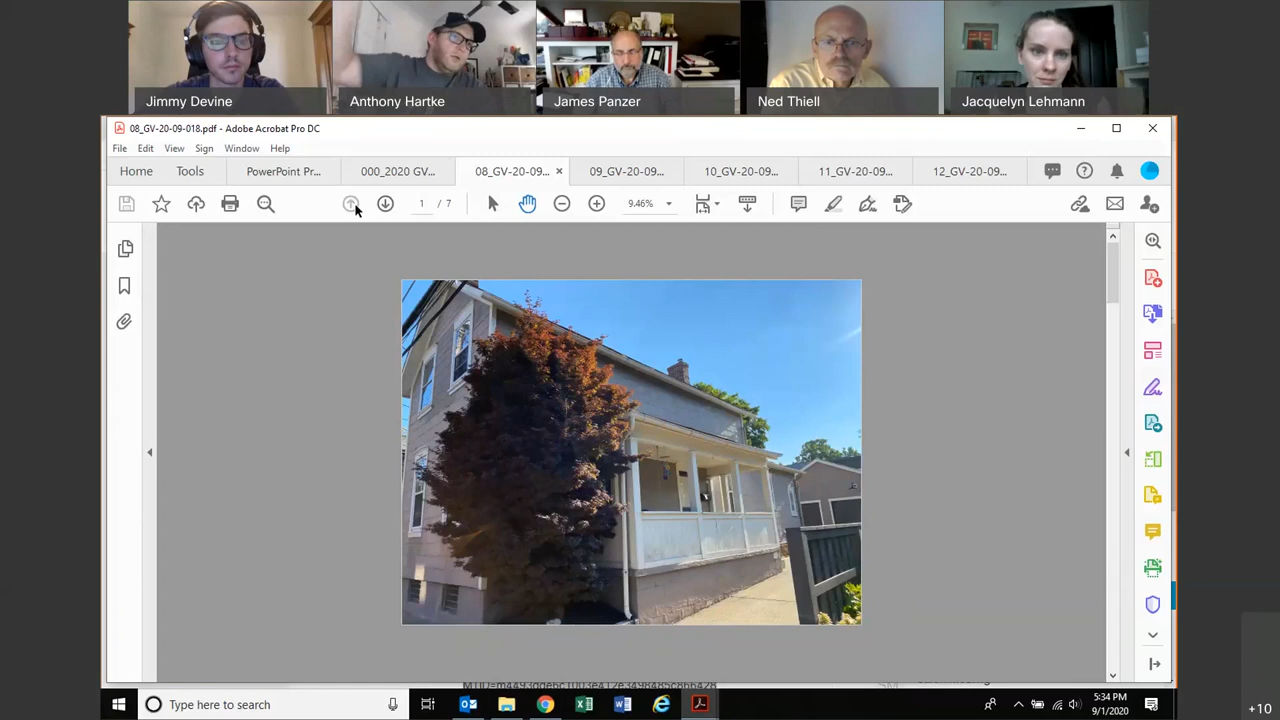 Jimmy Devine
Anthony Hartke
James Panzer
Ned Thiell
Jacquelyn Lehmann
08_GV-20-09-018.pdf - Adobe Acrobat Pro DC
File Edit View Window Help
Home Tools PowerPoint Pr... 000_2020 GV... 08_GV-20-09... × 09_GV-20-09... 10_GV-20-09... 11_GV-20-09... 12_GV-20-09...
1 / 7 9.46%
Type here to search
5:34 PM
9/1/2020
+10